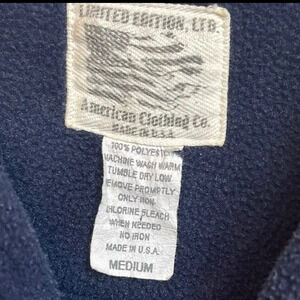 LIMITED EDITION, LTD.
American Clothing Co.
MADE IN U.S.A.
100% POLYESTER
MACHINE WASH WARM
TUMBLE DRY LOW
REMOVE PROMPTLY
ONLY NON
CHLORINE BLEACH
WHEN NEEDED
NO IRON
MADE IN U.S.A.
MEDIUM